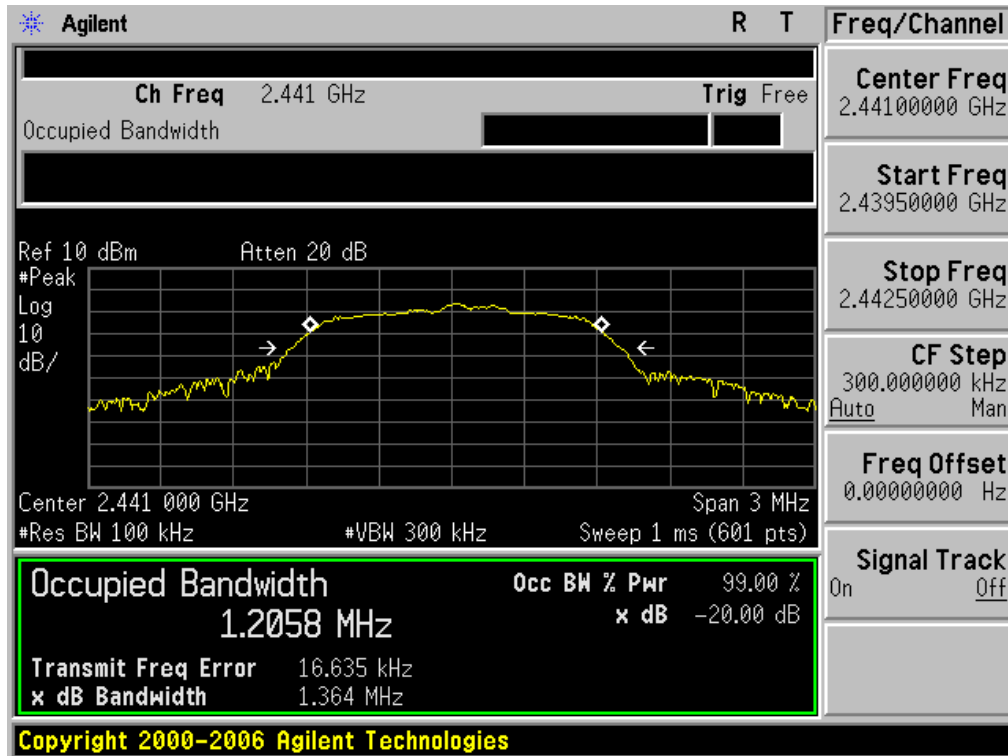 Agilent R T
Freq/Channel
Ch Freq 2.441 GHz Trig Free
Occupied Bandwidth
Center Freq
2.44100000 GHz
Start Freq
2.43950000 GHz
Stop Freq
2.44250000 GHz
CF Step
300.000000 kHz
Auto Man
Freq Offset
0.00000000 Hz
Signal Track
On Off
Ref 10 dBm Atten 20 dB
#Peak
Log
10
dB/
Center 2.441 000 GHz Span 3 MHz
#Res BW 100 kHz #VBW 300 kHz Sweep 1 ms (601 pts)
Occupied Bandwidth
1.2058 MHz
Occ BW % Pwr 99.00 %
x dB -20.00 dB
Transmit Freq Error 16.635 kHz
x dB Bandwidth 1.364 MHz
Copyright 2000-2006 Agilent Technologies